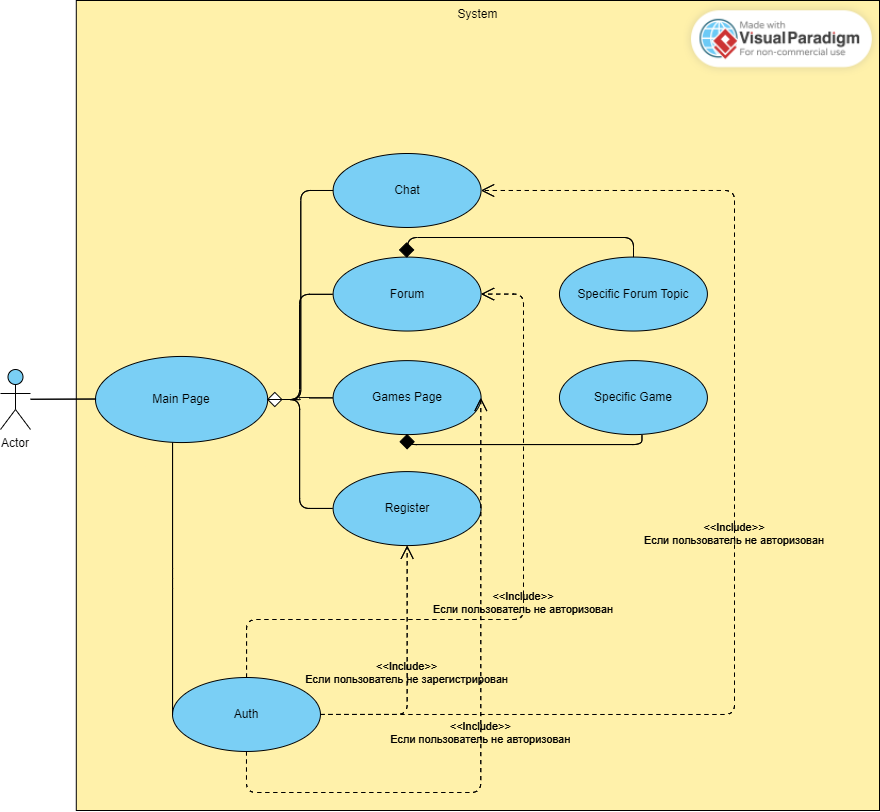 System
Made with
Visual Paradigm
For non-commercial use
Chat
Forum
Specific Forum Topic
Main Page
Games Page
Specific Game
Actor
Register
<<Include>>
Если пользователь не авторизован
<<Include>>
Если пользователь не авторизован
<<Include>>
Если пользователь не зарегистрирован
Auth
<<Include>>
Если пользователь не авторизован